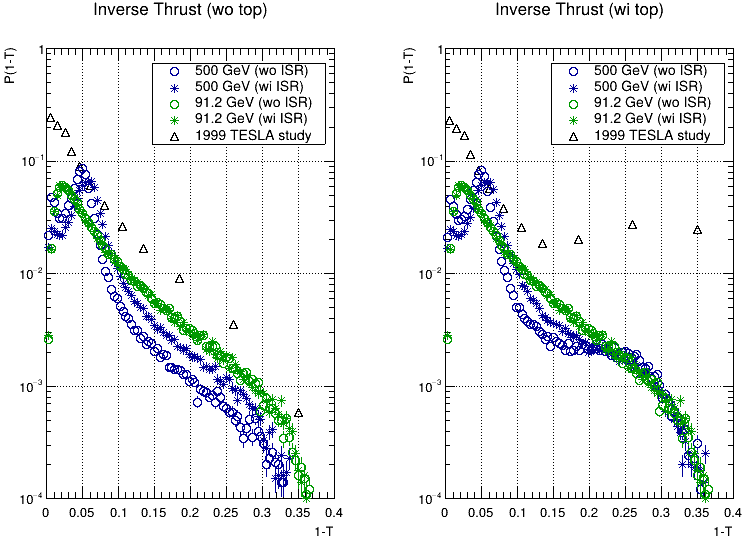 Inverse Thrust (wo top)
P(1-T)
1
10⁻¹
10⁻²
10⁻³
10⁻⁴
500 GeV (wo ISR)
500 GeV (wi ISR)
91.2 GeV (wo ISR)
91.2 GeV (wi ISR)
1999 TESLA study
0 0.05 0.1 0.15 0.2 0.25 0.3 0.35 0.4
1-T
Inverse Thrust (wi top)
P(1-T)
1
10⁻¹
10⁻²
10⁻³
10⁻⁴
500 GeV (wo ISR)
500 GeV (wi ISR)
91.2 GeV (wo ISR)
91.2 GeV (wi ISR)
1999 TESLA study
0 0.05 0.1 0.15 0.2 0.25 0.3 0.35 0.4
1-T